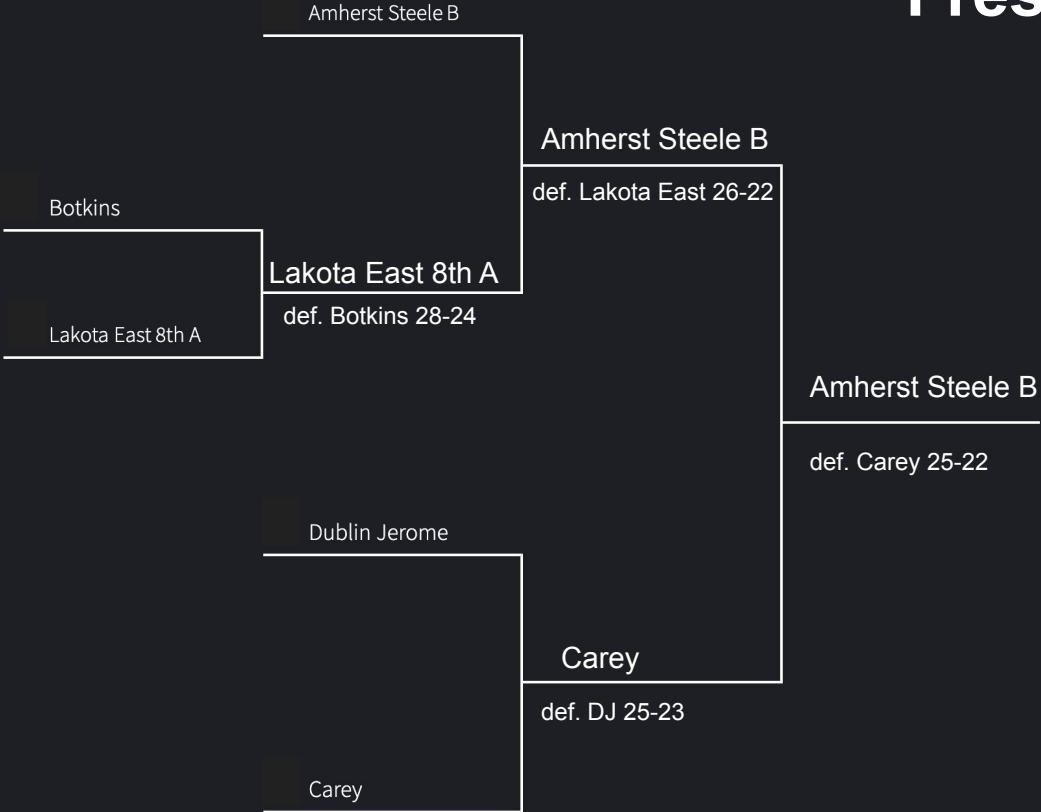 Amherst Steele B
Amherst Steele B
def. Lakota East 26-22
Botkins
Lakota East 8th A
def. Botkins 28-24
Lakota East 8th A
Amherst Steele B
def. Carey 25-22
Dublin Jerome
Carey
def. DJ 25-23
Carey